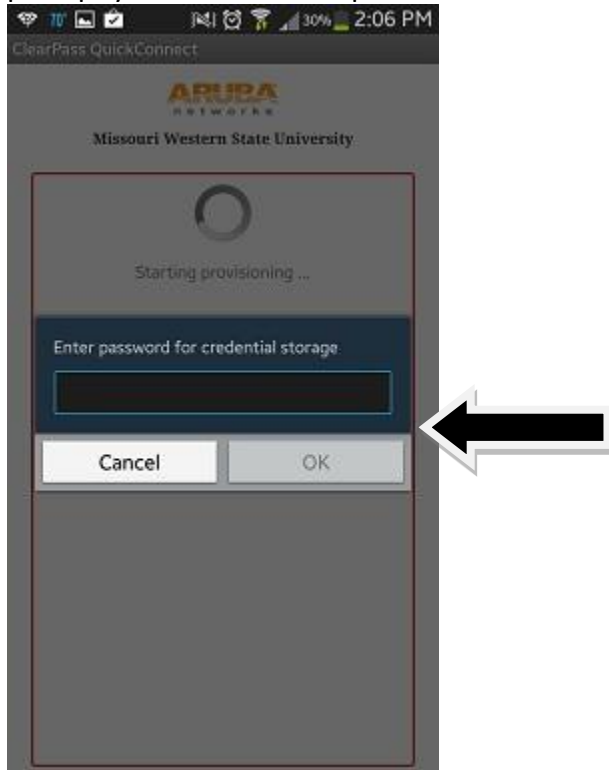 70°
30%
2:06 PM
ClearPass QuickConnect
ARUBA
networks
Missouri Western State University
Starting provisioning ...
Enter password for credential storage
Cancel
OK